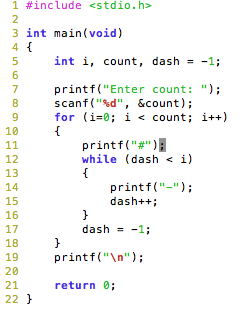 1 #include <stdio.h>
2
3 int main(void)
4 {
5     int i, count, dash = -1;
6
7     printf("Enter count: ");
8     scanf("%d", &count);
9     for (i=0; i < count; i++)
10     {
11         printf("#");
12         while (dash < i)
13         {
14             printf("-");
15             dash++;
16         }
17         dash = -1;
18     }
19     printf("\n");
20
21     return 0;
22 }